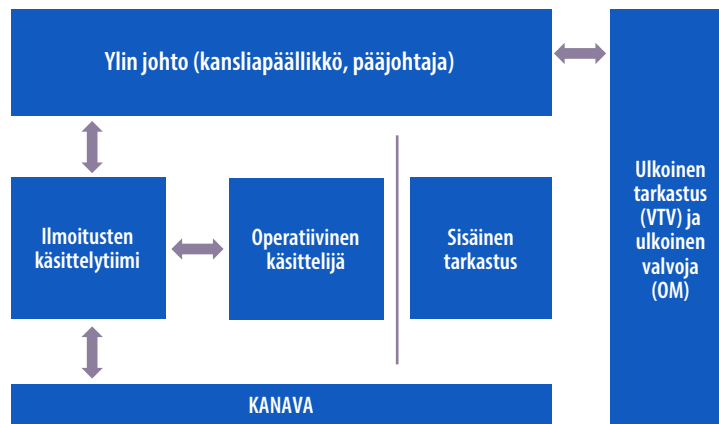 Ylin johto (kansliapäällikkö, pääjohtaja)
Ilmoitusten
käsittelytiimi
Operatiivinen
käsittelijä
Sisäinen
tarkastus
Ulkoinen
tarkastus
(VTV) ja
ulkoinen
valvoja
(OM)
KANAVA